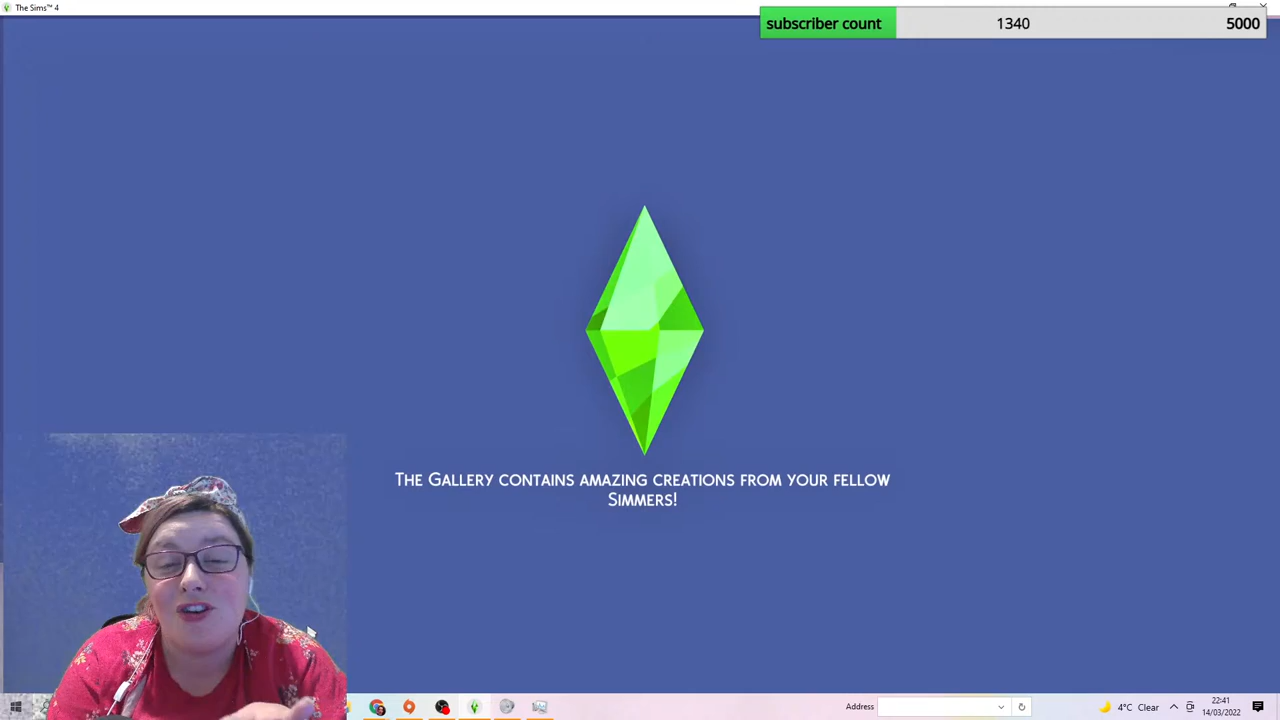 The Sims™ 4
subscriber count 1340 5000
The Gallery contains amazing creations from your fellow
Simmers!
Address
4°C Clear
22:41
14/03/2022